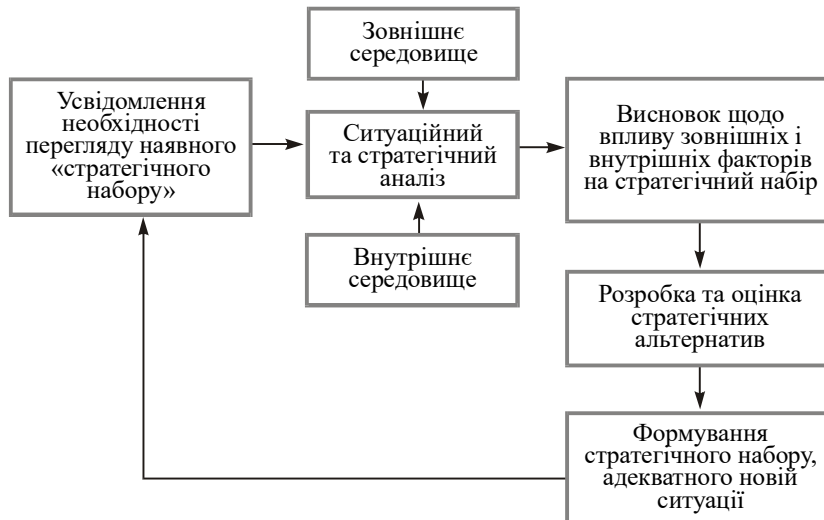 Зовнішнє
середовище
Усвідомлення
необхідності
перегляду наявного
«стратегічного
набору»
Ситуаційний
та стратегічний
аналіз
Висновок щодо
впливу зовнішніх і
внутрішніх факторів
на стратегічний набір
Внутрішнє
середовище
Розробка та оцінка
стратегічних
альтернатив
Формування
стратегічного набору,
адекватного новій
ситуації